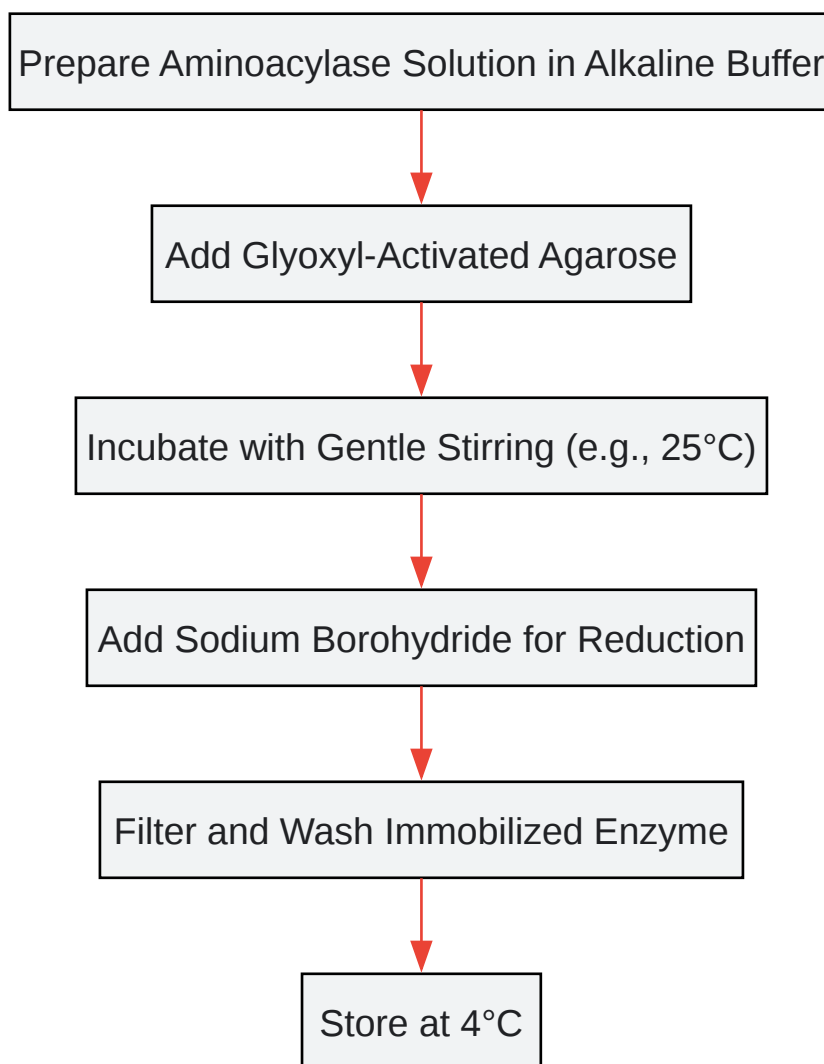 Prepare Aminoacylase Solution in Alkaline Buffer
Add Glyoxyl-Activated Agarose
Incubate with Gentle Stirring (e.g., 25°C)
Add Sodium Borohydride for Reduction
Filter and Wash Immobilized Enzyme
Store at 4°C